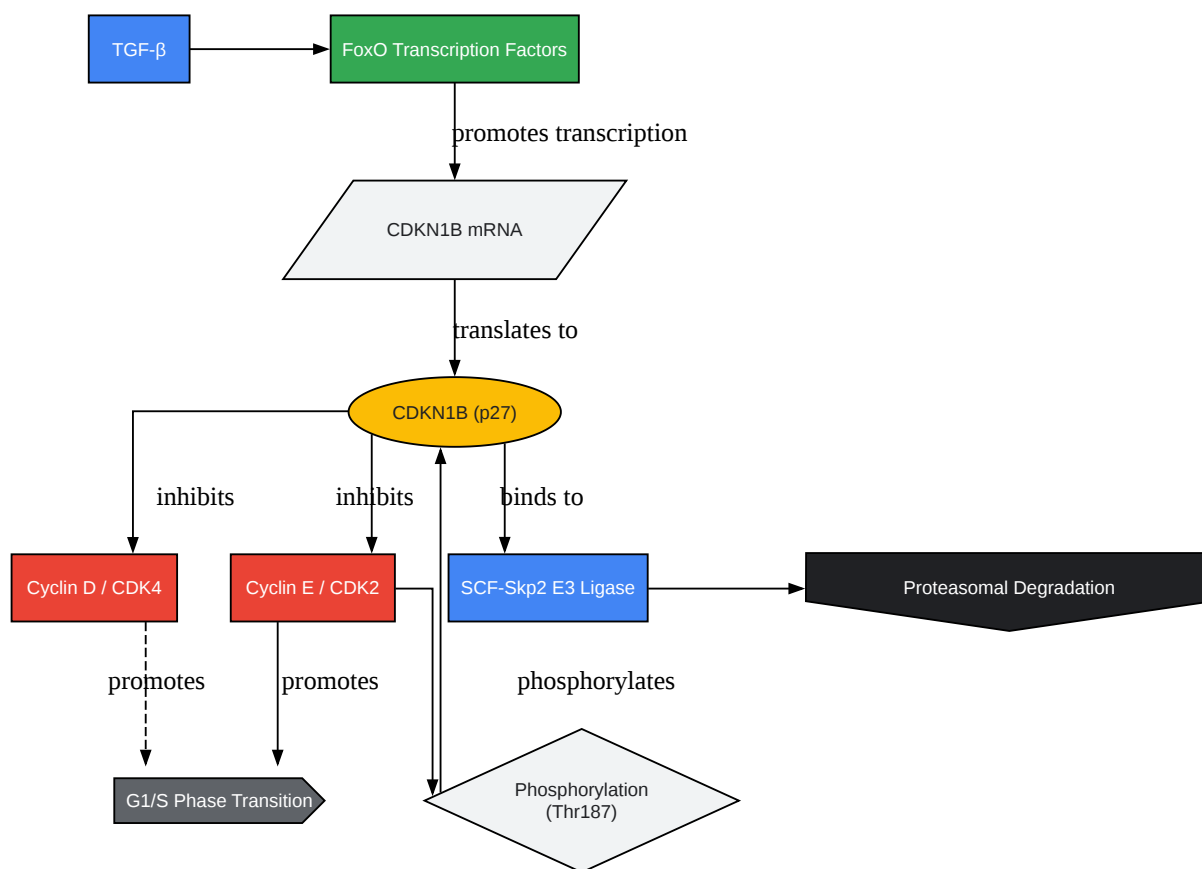 TGF-β
FoxO Transcription Factors
promotes transcription
CDKN1B mRNA
translates to
CDKN1B (p27)
inhibits
inhibits
binds to
Cyclin D / CDK4
Cyclin E / CDK2
SCF-Skp2 E3 Ligase
Proteasomal Degradation
promotes
promotes
phosphorylates
G1/S Phase Transition
Phosphorylation
(Thr187)